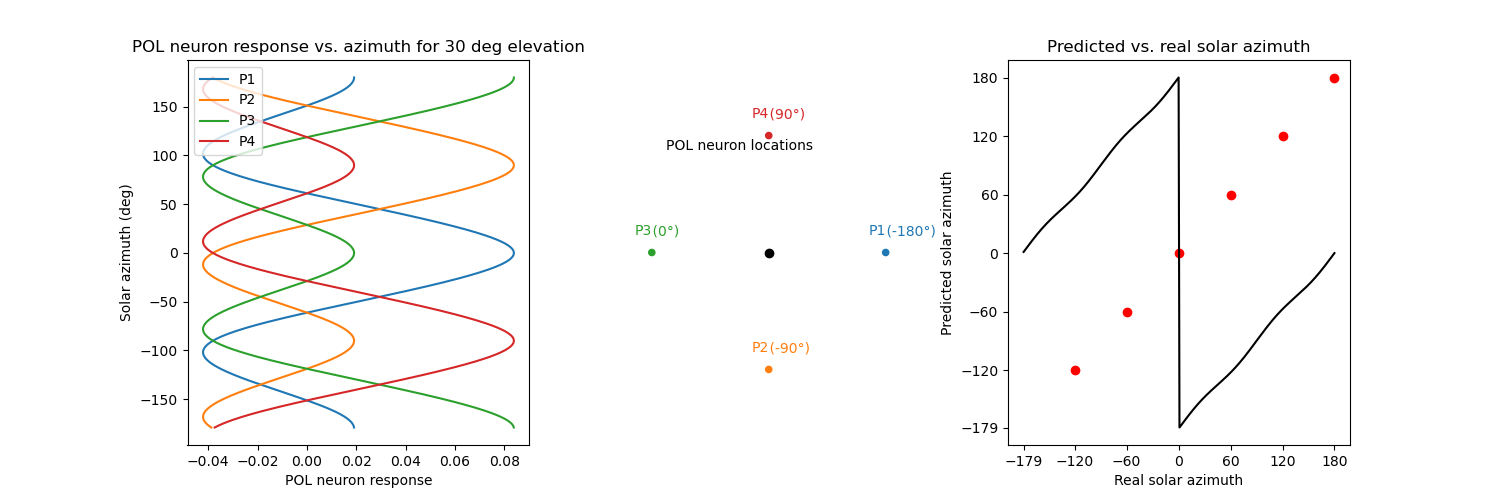 POL neuron response vs. azimuth for 30 deg elevation
P1
P2
P3
P4
150
100
50
0
−50
−100
−150
Solar azimuth (deg)
−0.04
−0.02
0.00
0.02
0.04
0.06
0.08
POL neuron response
P4(90°)
POL neuron locations
P3(0°)
P1(-180°)
P2(-90°)
Predicted vs. real solar azimuth
180
120
60
0
−60
−120
−179
Predicted solar azimuth
−179
−120
−60
0
60
120
180
Real solar azimuth